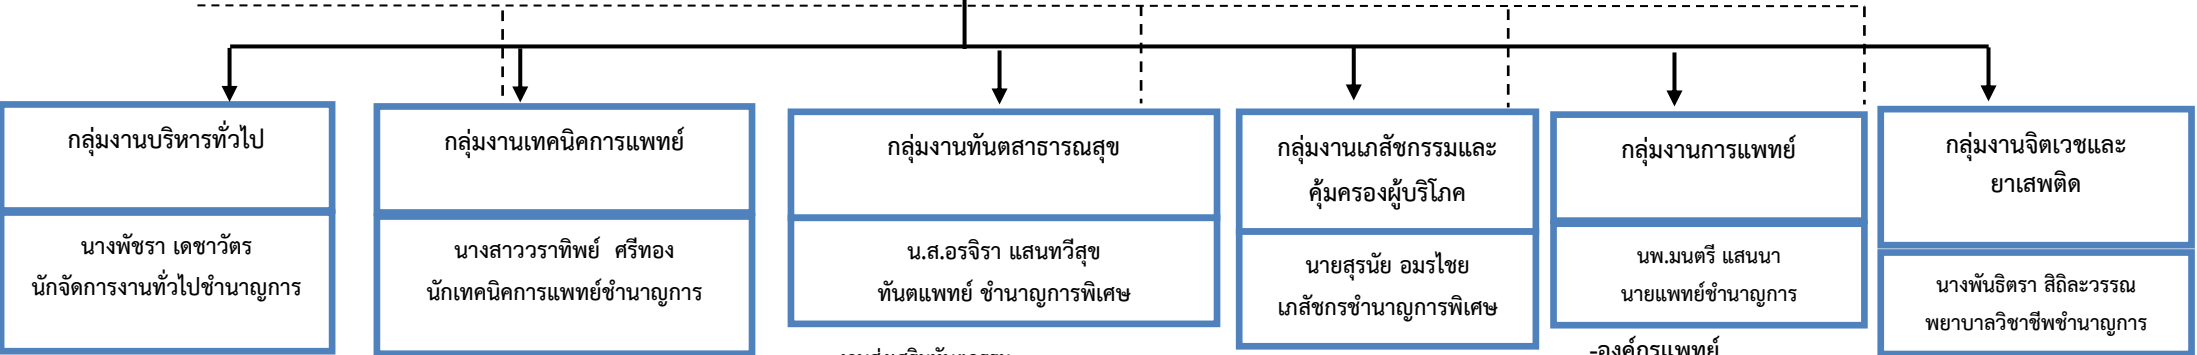 กลุ่มงานบริหารทั่วไป
นางพัชรา เดชาวัตร
นักจัดการงานทั่วไปชำนาญการ
กลุ่มงานเทคนิคการแพทย์
นางสาววราทิพย์ ศรีทอง
นักเทคนิคการแพทย์ชำนาญการ
กลุ่มงานทันตสาธารณสุข
น.ส.อรจิรา แสนทวีสุข
ทันตแพทย์ ชำนาญการพิเศษ
กลุ่มงานเภสัชกรรมและ
คุ้มครองผู้บริโภค
นายสุรนัย อมรไชย
เภสัชกรชำนาญการพิเศษ
กลุ่มงานการแพทย์
นพ.มนตรี แสนนา
นายแพทย์ชำนาญการ
-องค์กรแพทย์
กลุ่มงานจิตเวชและ
ยาเสพติด
นางพันธิตรา สิถิละวรรณ
พยาบาลวิชาชีพชำนาญการ